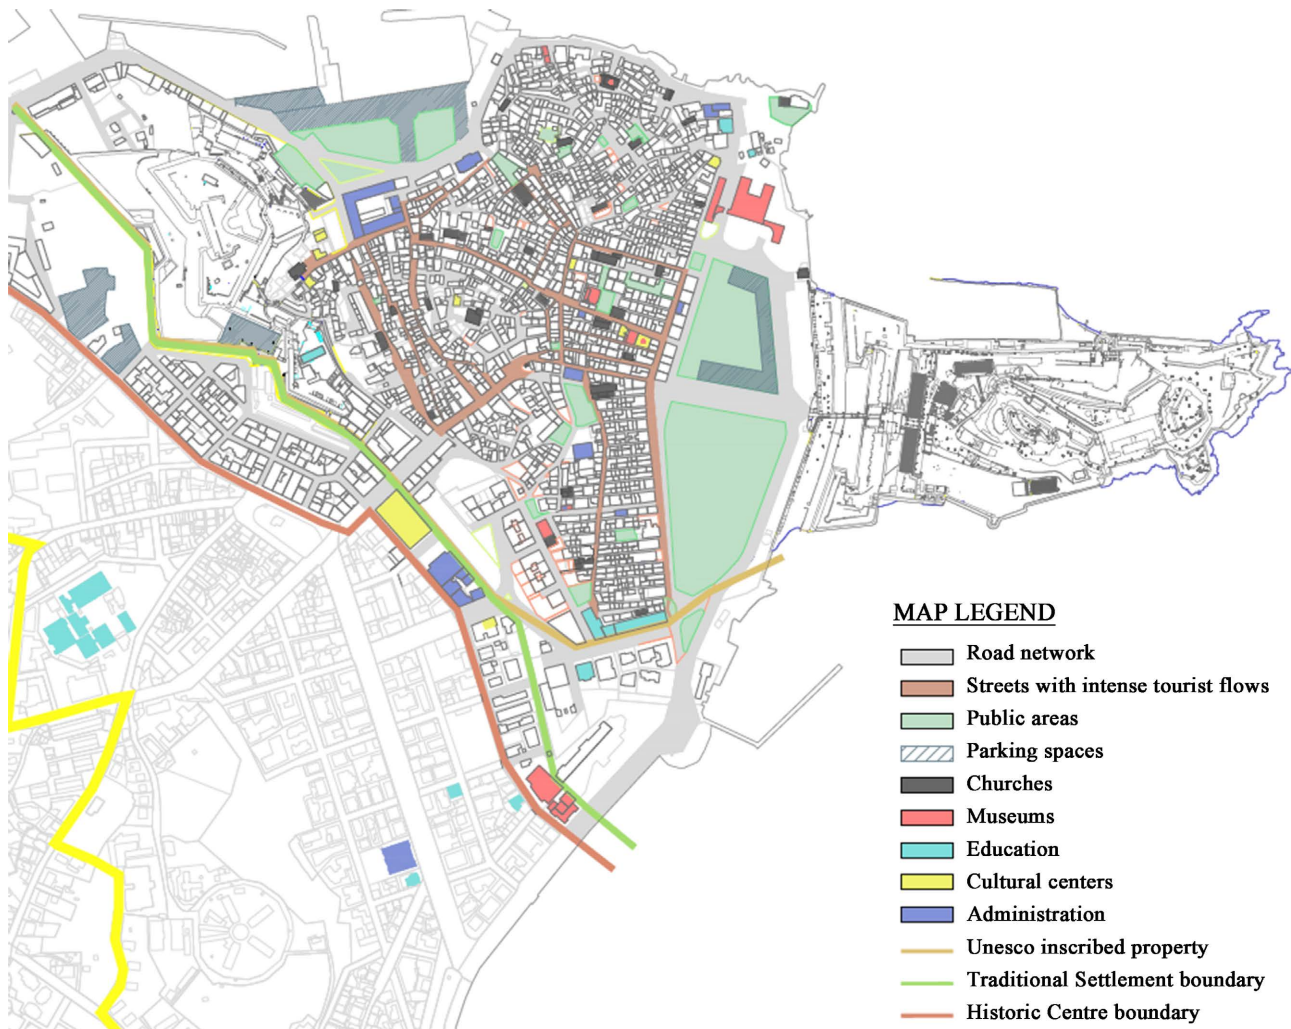 MAP LEGEND
Road network
Streets with intense tourist flows
Public areas
Parking spaces
Churches
Museums
Education
Cultural centers
Administration
Unesco inscribed property
Traditional Settlement boundary
Historic Centre boundary